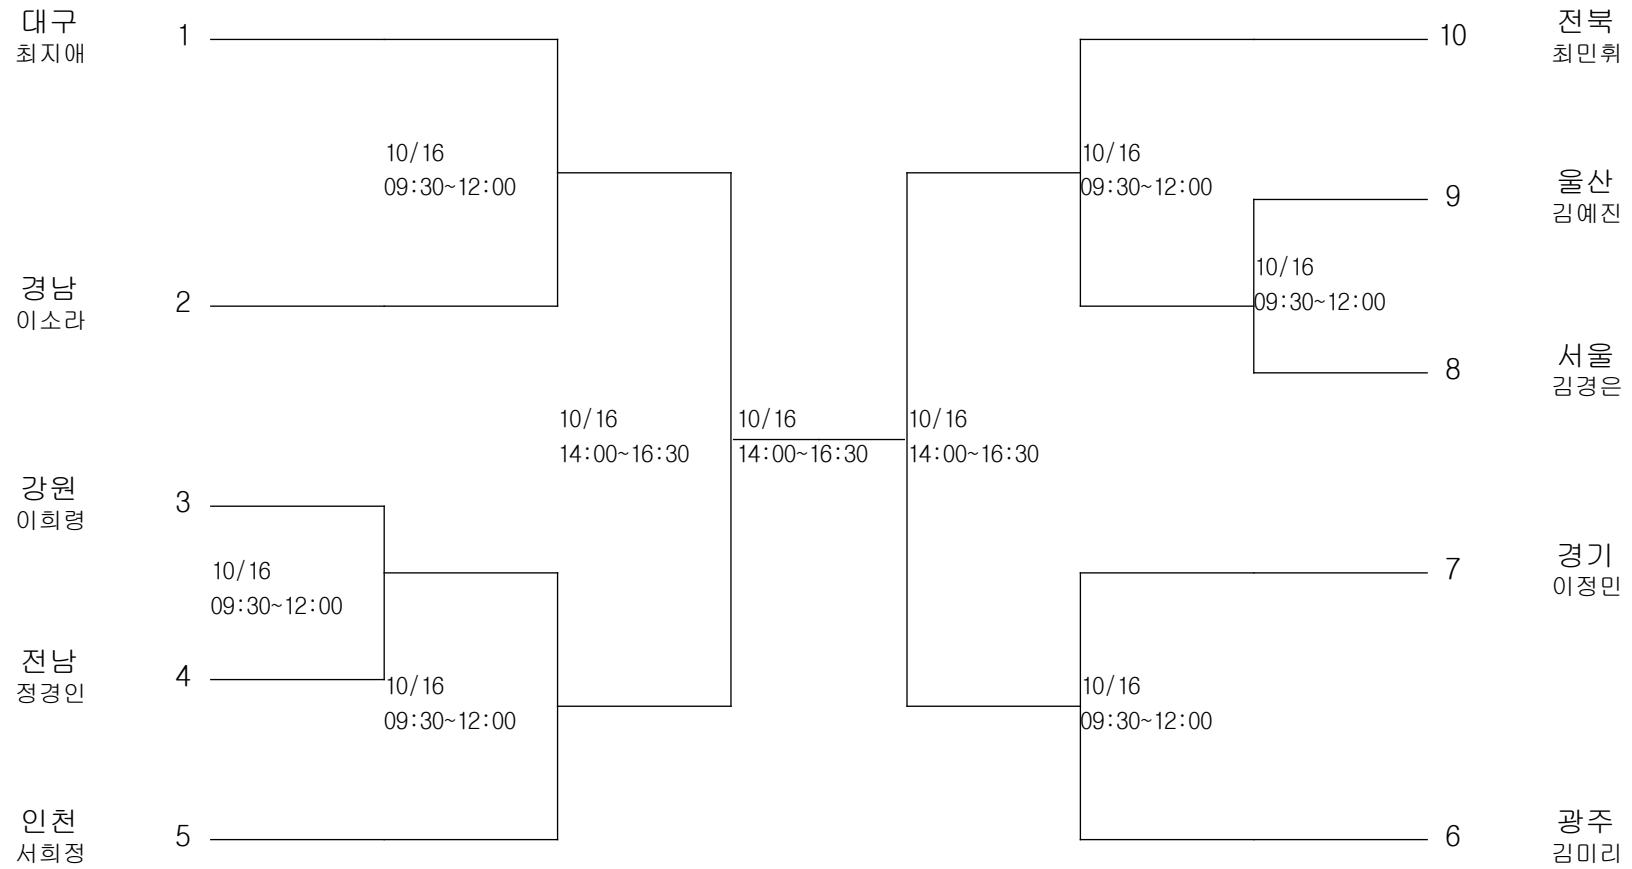 대구
최지애
1
10/16
09:30~12:00
경남
이소라
2
강원
이희령
3
10/16
09:30~12:00
전남
정경인
4
10/16
09:30~12:00
인천
서희정
5
10/16
14:00~16:30
10/16
14:00~16:30
10/16
14:00~16:30
10
전북
최민휘
10/16
09:30~12:00
9
울산
김예진
10/16
09:30~12:00
8
서울
김경은
7
경기
이정민
10/16
09:30~12:00
6
광주
김미리